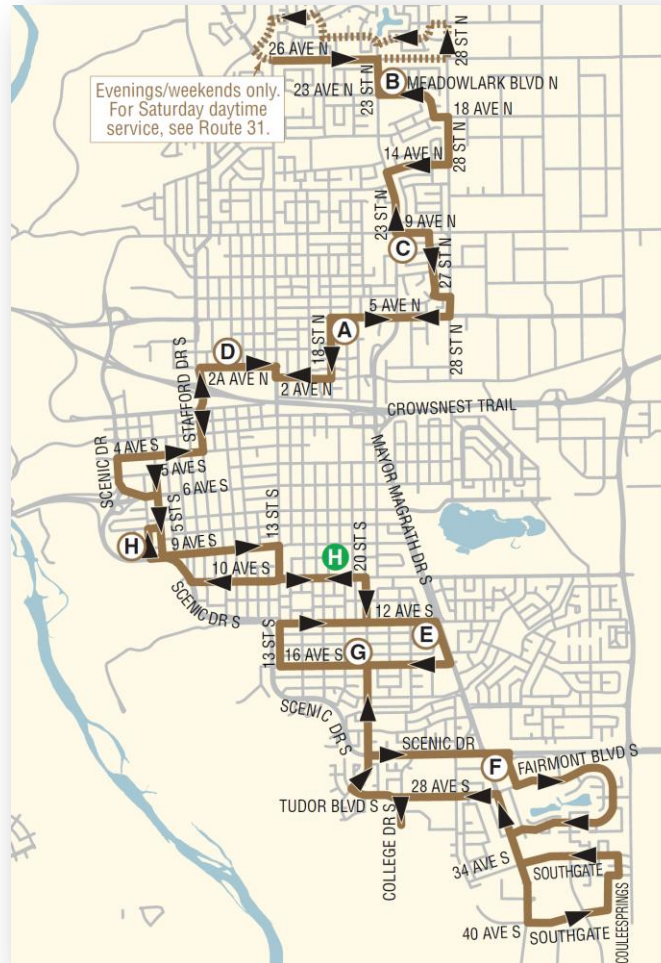 26 AVE N
28 ST N
Evenings/weekends only.
For Saturday daytime
service, see Route 31.
23 AVE N
23 ST N
B
MEADOWLARK BLVD N
18 AVE N
28 ST N
14 AVE N
23 ST N
9 AVE N
C
27 ST N
5 AVE N
A
18 ST N
28 ST N
D
2A AVE N
2 AVE N
STAFFORD DR S
CROWSNEST TRAIL
SCENIC DR
4 AVE S
5 AVE S
6 AVE S
5 ST S
MAYOR MAGRATH DR S
H
9 AVE S
13 ST S
10 AVE S
H
20 ST S
SCENIC DR S
12 AVE S
E
13 ST S
16 AVE S
G
SCENIC DR S
SCENIC DR
F
FAIRMONT BLVD S
28 AVE S
TUDOR BLVD S
COLLEGE DR S
34 AVE S
SOUTHGATE
40 AVE S
SOUTHGATE
COULEESPRINGS